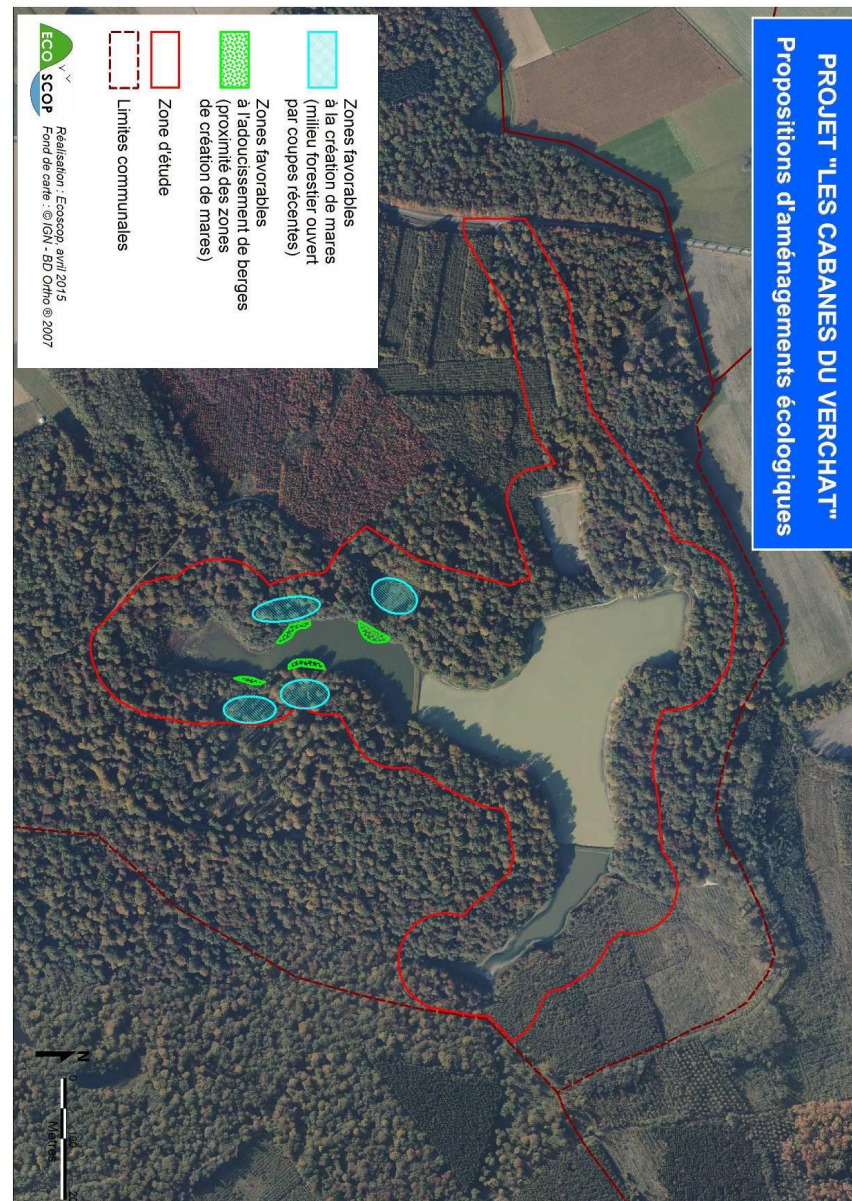 PROJET "LES CABANES DU VERCHAT"
Propositions d'aménagements écologiques
Zones favorables
à la création de mares
(milieu forestier ouvert
par coupes récentes)
Zones favorables
à l'adoucissement de berges
(proximité des zones
de création de mares)
Zone d'étude
Limites communales
ECO SCOP
Réalisation : Ecoscop, avril 2015
Fond de carte : © IGN - BD Ortho ® 2007
N
0
Mètres